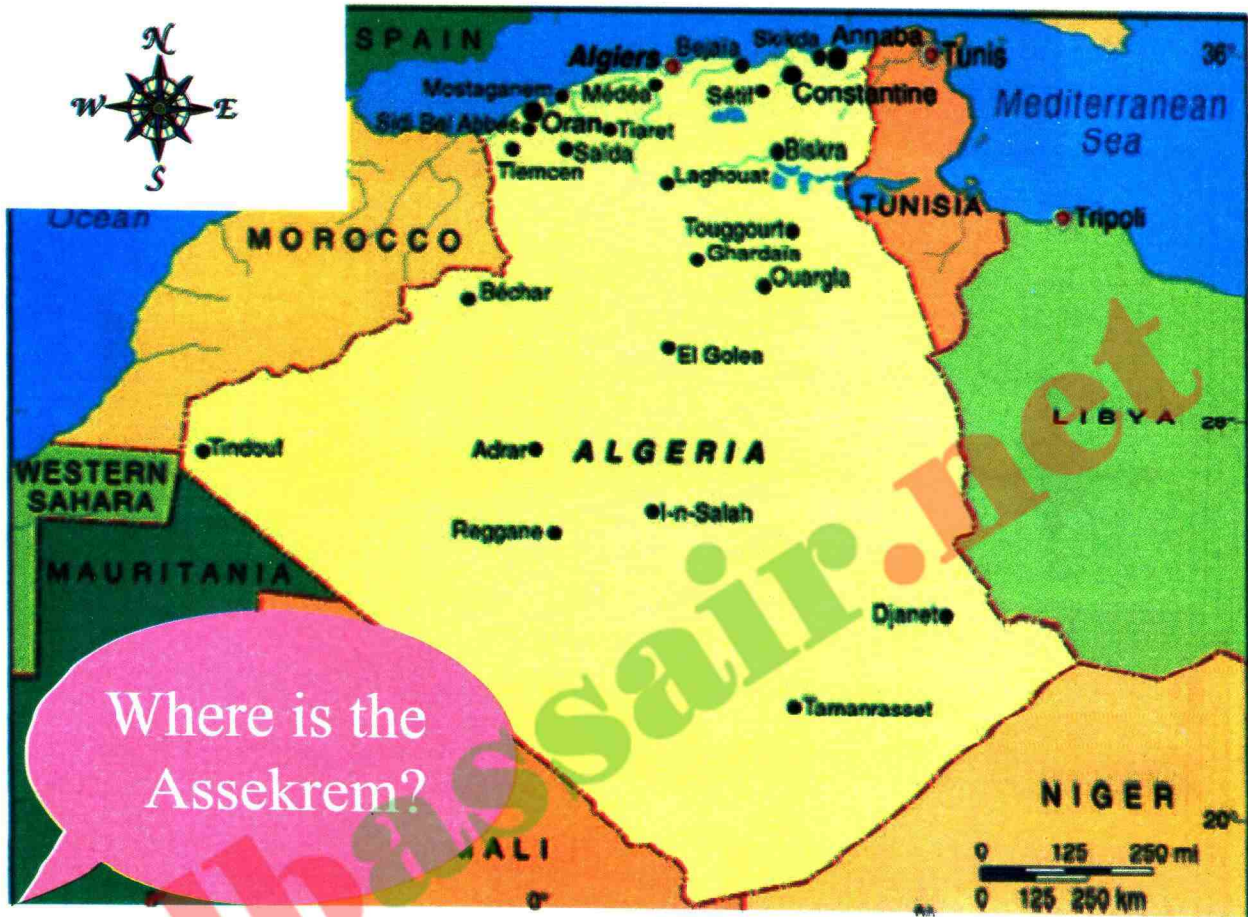 N
W E
S
SPAIN
Algiers
Bejaïa
Skikda
Annaba
Tunis
36°
Mostaganem
Médéa
Sétif
Constantine
Mediterranean
Sea
Sidi Bel Abbes
Oran
Tiaret
Tlemcen
Saïda
Biskra
Laghouat
Ocean
MOROCCO
TUNISIA
Tripoli
Touggourt
Ghardaïa
Ouargla
Béchar
El Golea
LIBYA
28°
Tindouf
Adrar
ALGERIA
WESTERN
SAHARA
I-n-Salah
Reggane
MAURITANIA
Djanet
Tamanrasset
Where is the
Assekrem?
NIGER
20°
MALI
0 125 250 mi
0 125 250 km
0°
hassair.net